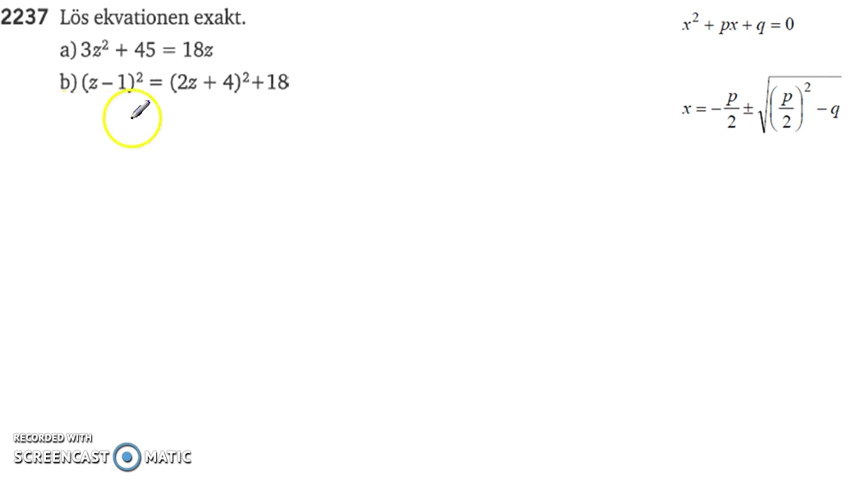 2237 Lös ekvationen exakt.
a) 3z² + 45 = 18z
b) (z – 1)² = (2z + 4)²+18
x² + px + q = 0
x = − p/2 ± √((p/2)² − q)
RECORDED WITH
SCREENCAST MATIC